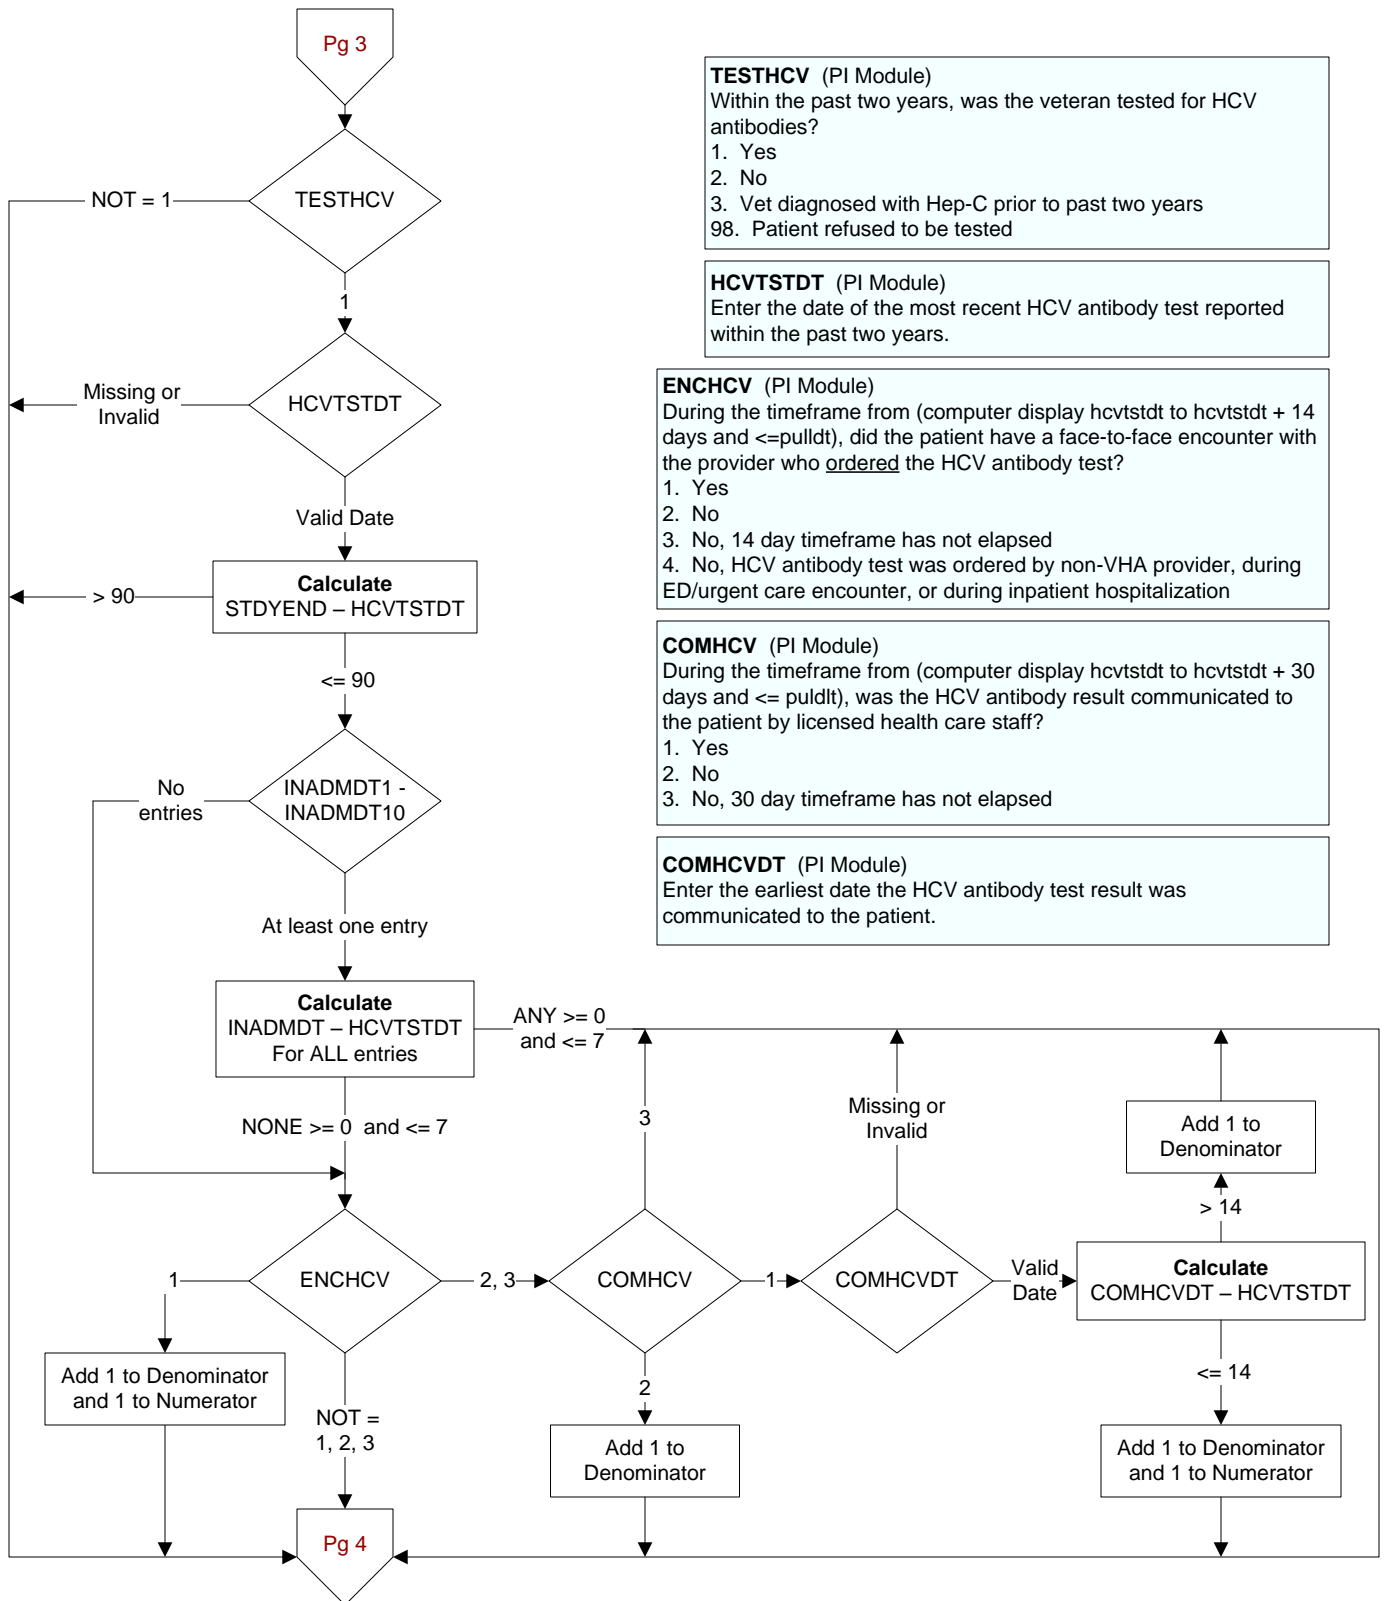 Pg 3
TESTHCV (PI Module)
Within the past two years, was the veteran tested for HCV
antibodies?
1. Yes
2. No
3. Vet diagnosed with Hep-C prior to past two years
98. Patient refused to be tested
NOT = 1
TESTHCV
1
HCVTSTDT (PI Module)
Enter the date of the most recent HCV antibody test reported
within the past two years.
Missing or
Invalid
HCVTSTDT
Valid Date
ENCHCV (PI Module)
During the timeframe from (computer display hcvtstdt to hcvtstdt + 14
days and <=pulldt), did the patient have a face-to-face encounter with
the provider who ordered the HCV antibody test?
1. Yes
2. No
3. No, 14 day timeframe has not elapsed
4. No, HCV antibody test was ordered by non-VHA provider, during
ED/urgent care encounter, or during inpatient hospitalization
> 90
Calculate
STDYEND – HCVTSTDT
<= 90
COMHCV (PI Module)
During the timeframe from (computer display hcvtstdt to hcvtstdt + 30
days and <= puldlt), was the HCV antibody result communicated to
the patient by licensed health care staff?
1. Yes
2. No
3. No, 30 day timeframe has not elapsed
No
entries
INADMDT1 -
INADMDT10
At least one entry
COMHCVDT (PI Module)
Enter the earliest date the HCV antibody test result was
communicated to the patient.
Calculate
INADMDT – HCVTSTDT
For ALL entries
ANY >= 0
and <= 7
NONE >= 0 and <= 7
3
Missing or
Invalid
Add 1 to
Denominator
> 14
1
ENCHCV
2, 3
COMHCV
1
COMHCVDT
Valid
Date
Calculate
COMHCVDT – HCVTSTDT
<= 14
Add 1 to Denominator
and 1 to Numerator
NOT =
1, 2, 3
2
Add 1 to
Denominator
Add 1 to Denominator
and 1 to Numerator
Pg 4